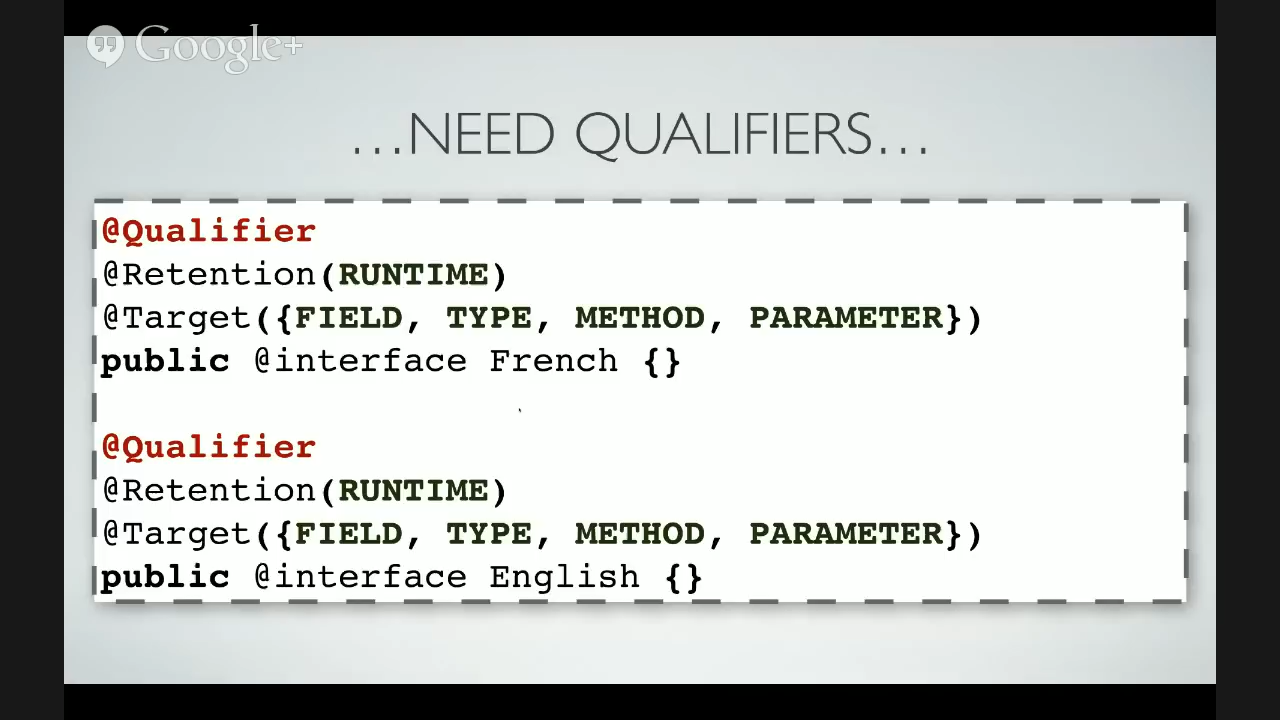 Google+
...NEED QUALIFIERS...
@Qualifier
@Retention(RUNTIME)
@Target({FIELD, TYPE, METHOD, PARAMETER})
public @interface French {}
@Qualifier
@Retention(RUNTIME)
@Target({FIELD, TYPE, METHOD, PARAMETER})
public @interface English {}